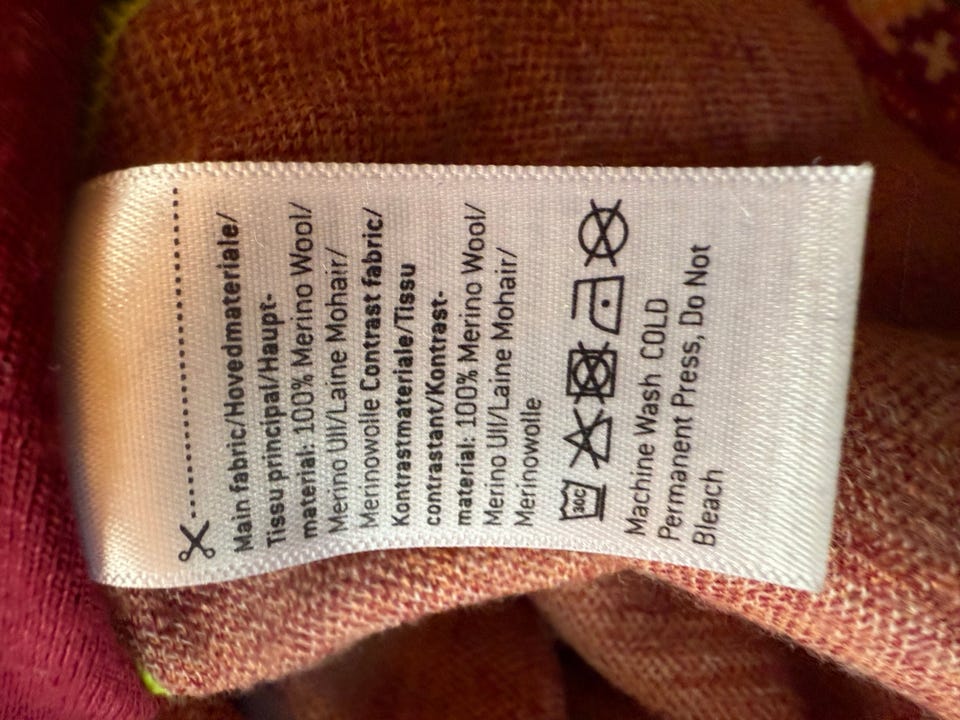 Main fabric/Hovedmateriale/
Tissu principal/Haupt-
material: 100% Merino Wool/
Merino Ull/Laine Mohair/
Merinowolle Contrast fabric/
Kontrastmateriale/Tissu
contrastant/Kontrast-
material: 100% Merino Wool/
Merino Ull/Laine Mohair/
Merinowolle
30C
Machine Wash COLD
Permanent Press, Do Not
Bleach